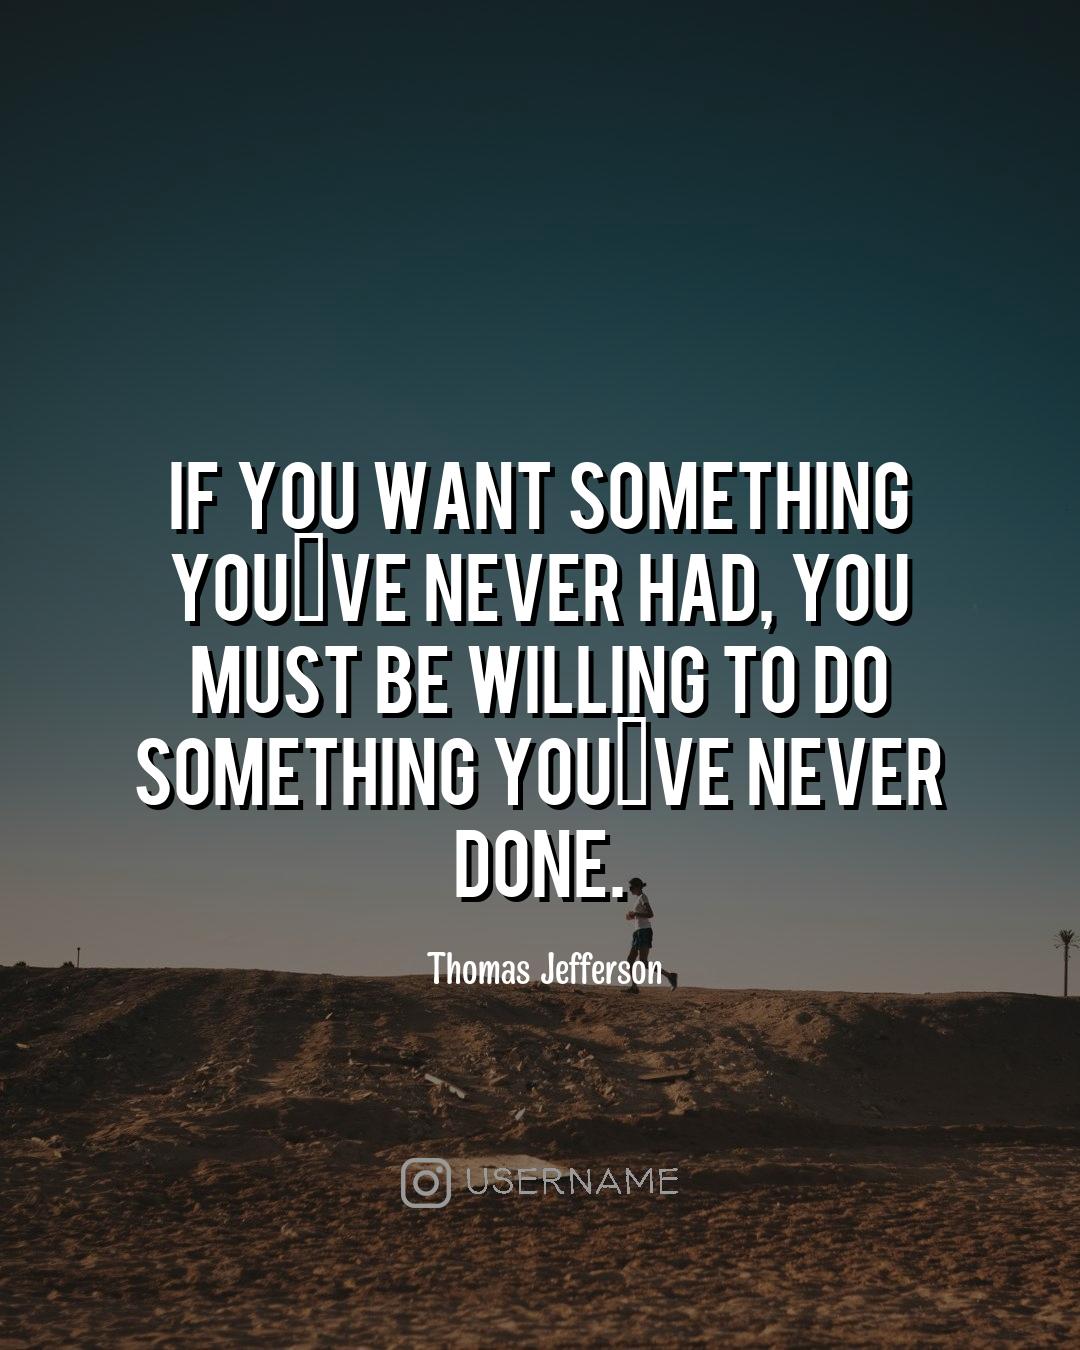 IF YOU WANT SOMETHING
YOU▯VE NEVER HAD, YOU
MUST BE WILLING TO DO
SOMETHING YOU▯VE NEVER
DONE.
Thomas Jefferson
USERNAME